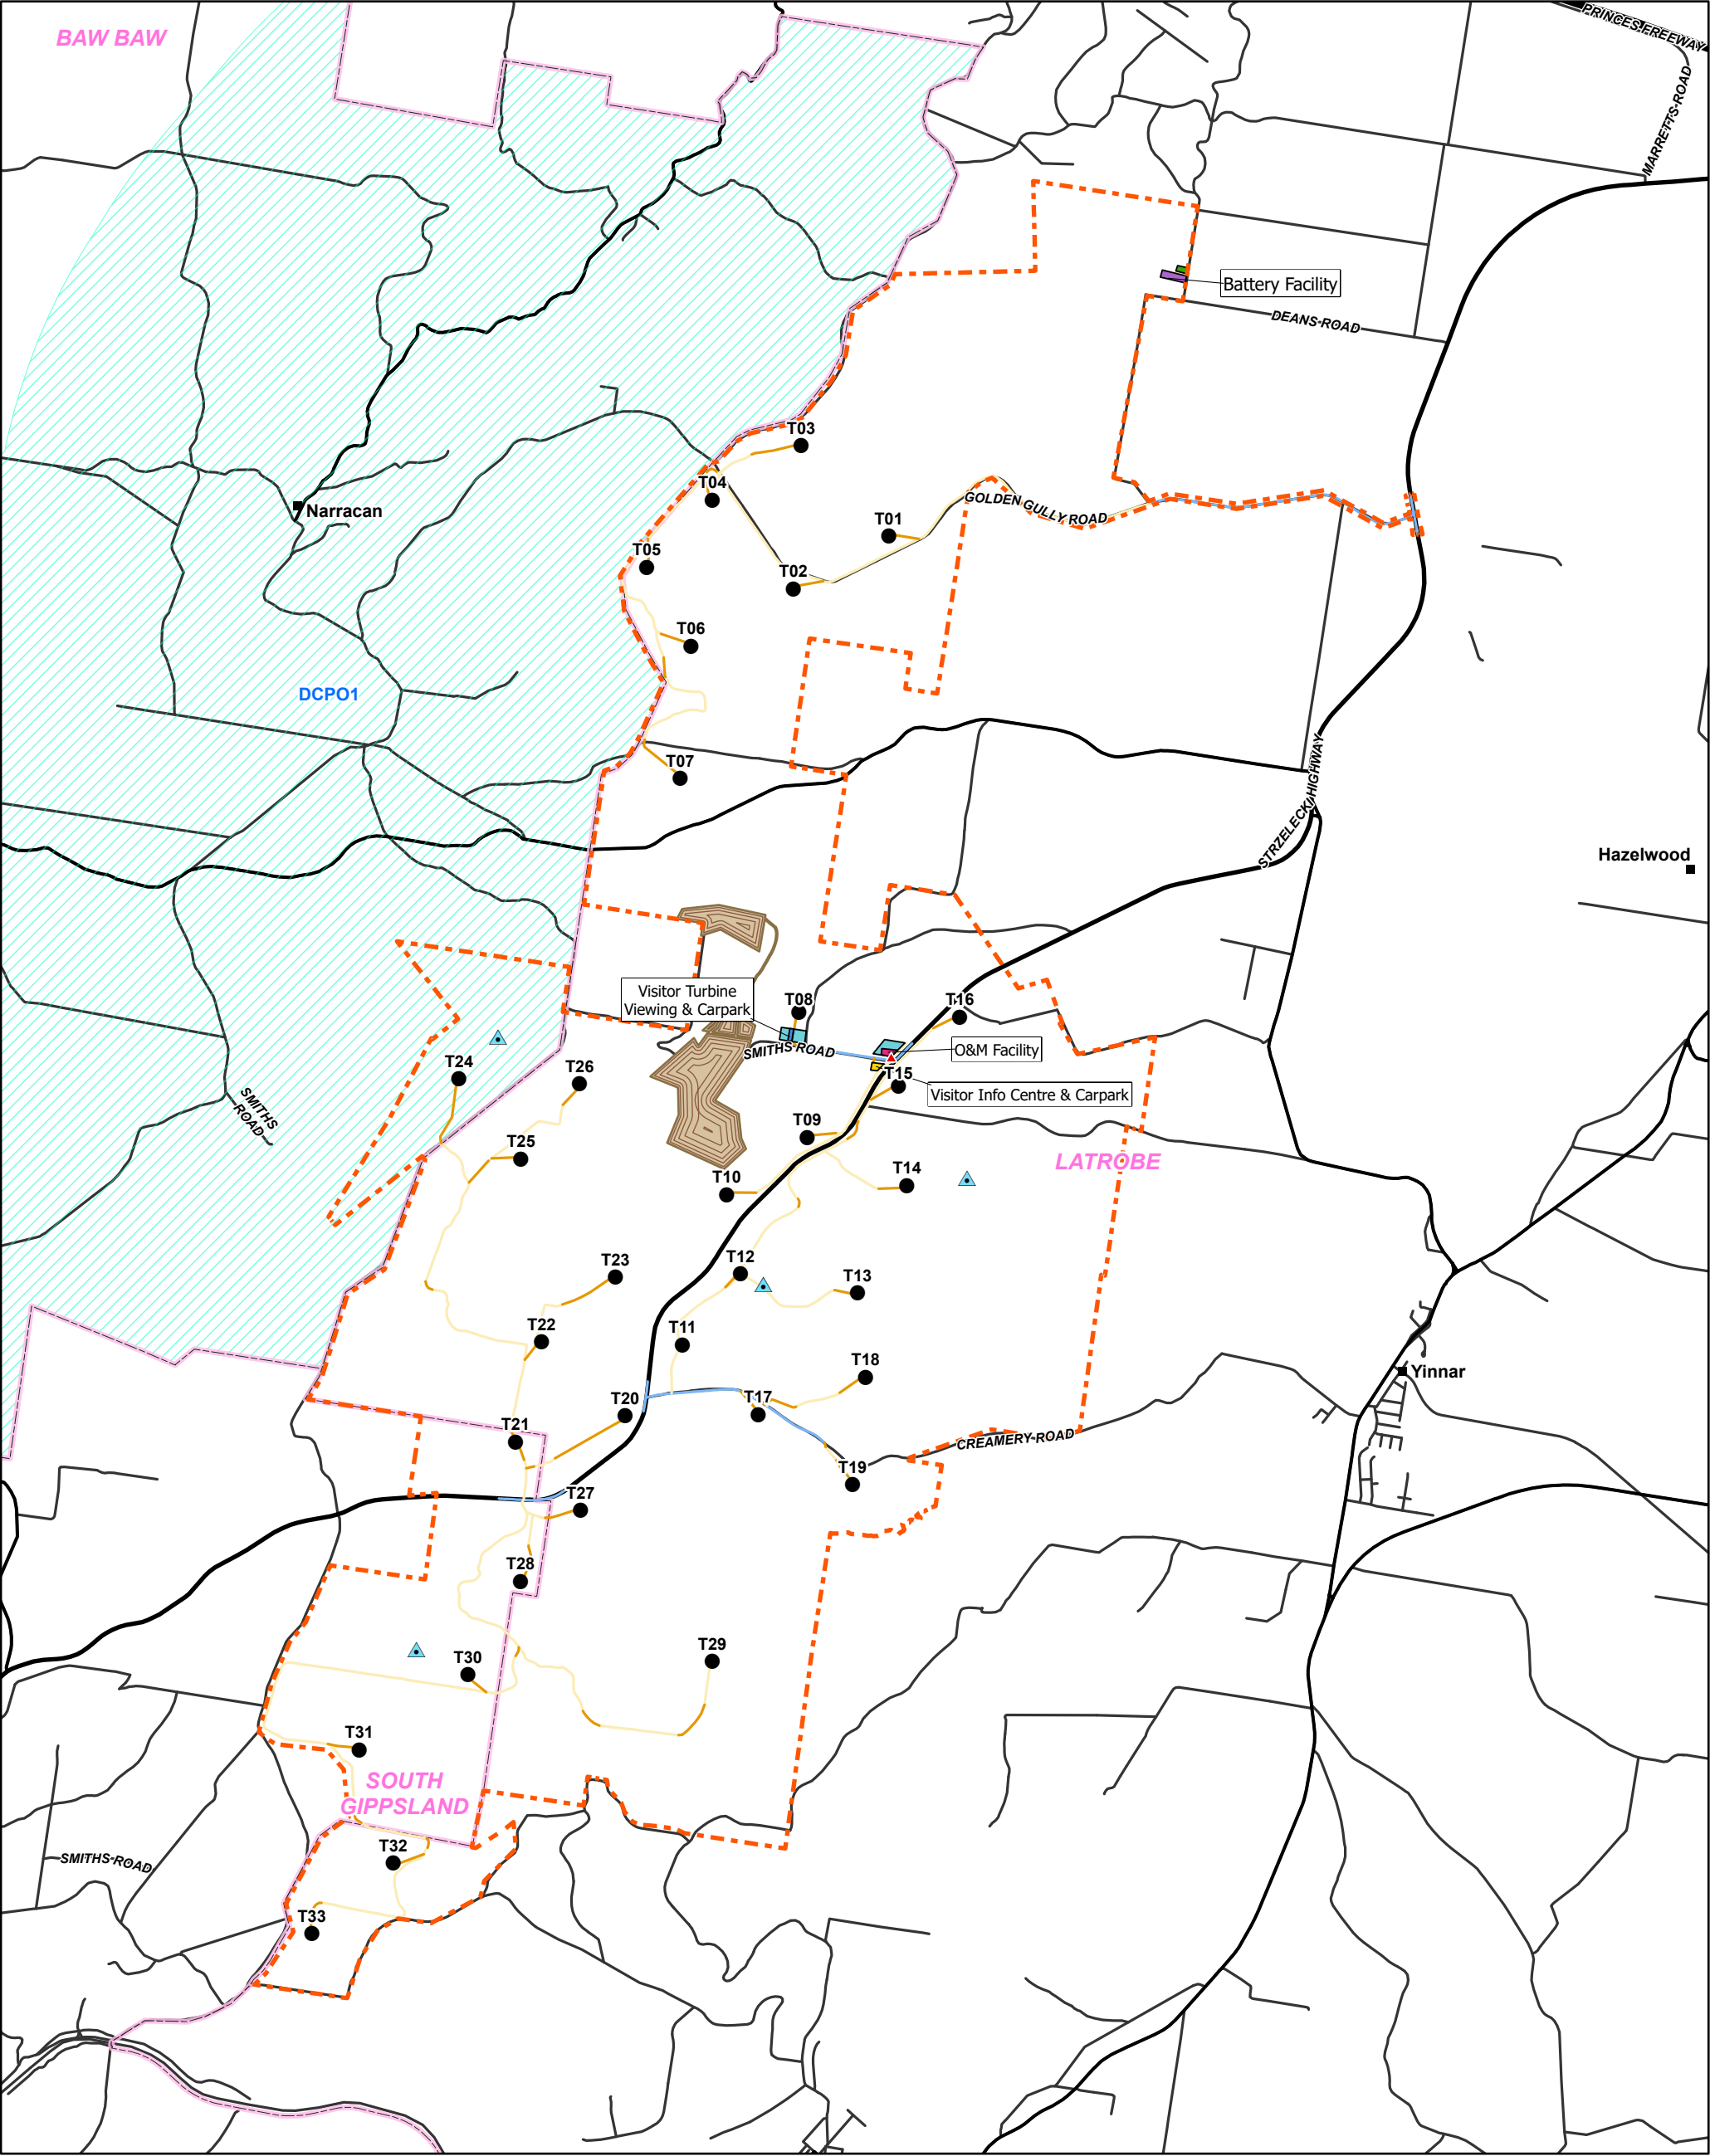 PRINCES FREEWAY
BAW BAW
MARRETTS ROAD
Battery Facility
DEANS ROAD
T03
T04
GOLDEN GULLY ROAD
Narracan
T01
T05
T02
T06
DCPO1
T07
STRZELECKI HIGHWAY
Hazelwood
Visitor Turbine
Viewing & Carpark
T08
T16
SMITHS ROAD
O&M Facility
T24
T26
T15
Visitor Info Centre & Carpark
SMITHS
ROAD
T09
T25
LATROBE
T10
T14
T12
T23
T13
T22
T11
T18
Yinnar
T20
T17
T21
CREAMERY ROAD
T19
T27
T28
T29
T30
T31
SOUTH
GIPPSLAND
T32
SMITHS ROAD
T33